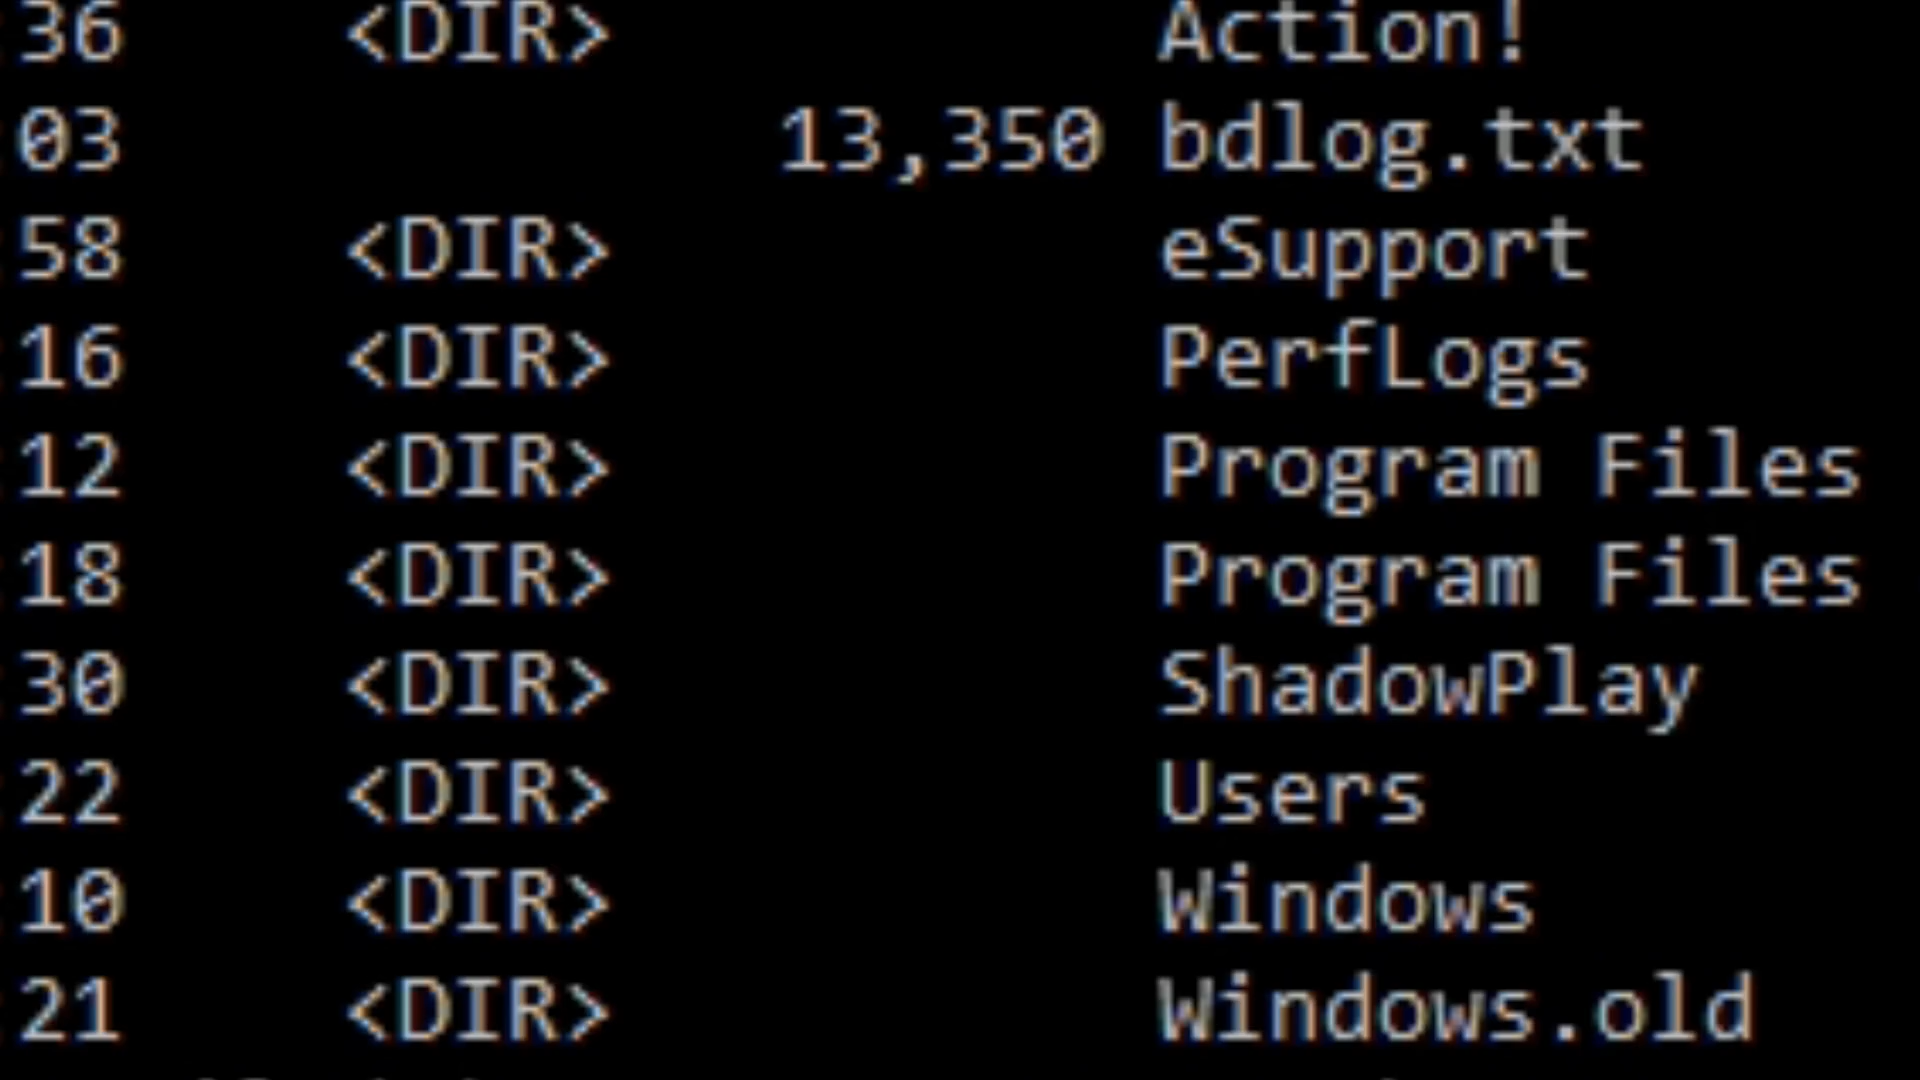 36 <DIR> Action!
03 13,350 bdlog.txt
58 <DIR> eSupport
16 <DIR> PerfLogs
12 <DIR> Program Files
18 <DIR> Program Files
30 <DIR> ShadowPlay
22 <DIR> Users
10 <DIR> Windows
21 <DIR> Windows.old